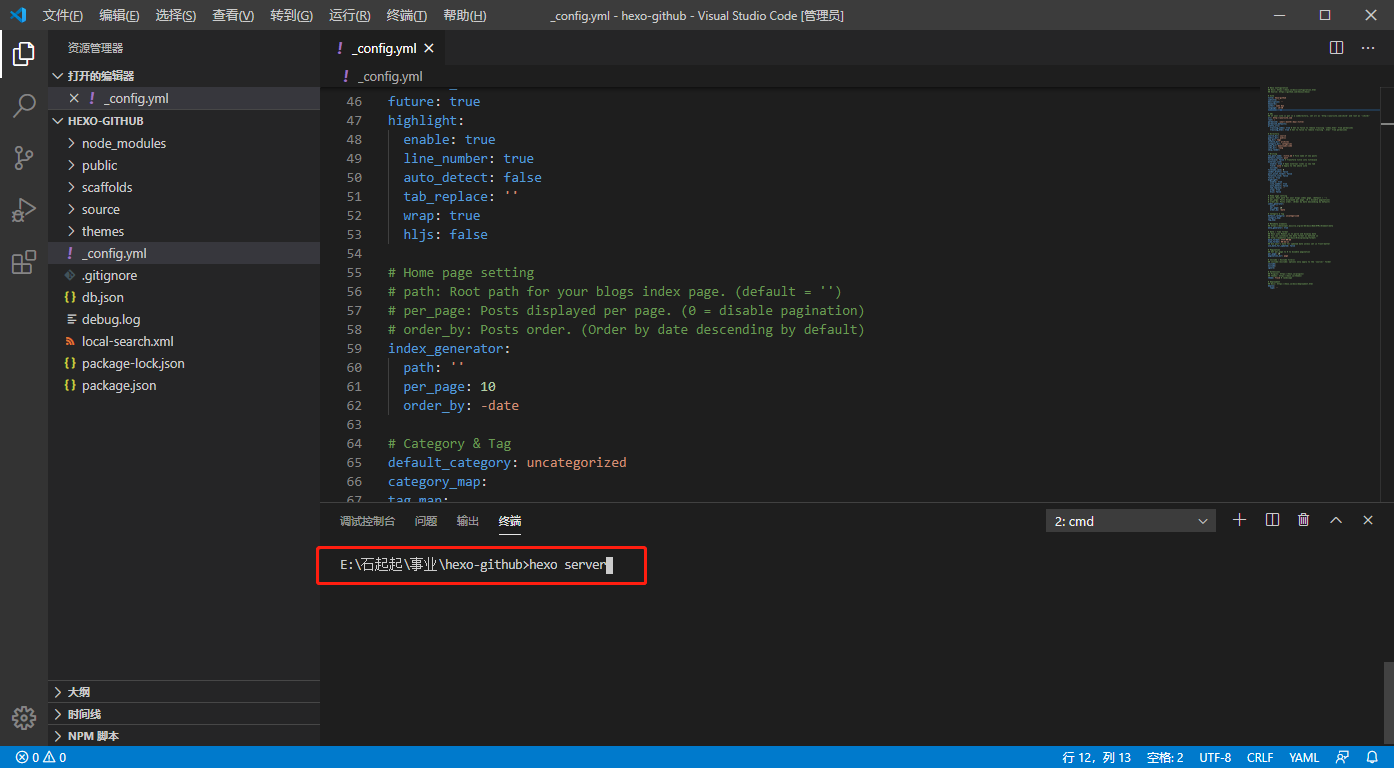 文件(F) 编辑(E) 选择(S) 查看(V) 转到(G) 运行(R) 终端(T) 帮助(H) _config.yml - hexo-github - Visual Studio Code [管理员]
资源管理器
打开的编辑器
_config.yml
HEXO-GITHUB
node_modules
public
scaffolds
source
themes
_config.yml
.gitignore
db.json
debug.log
local-search.xml
package-lock.json
package.json
大纲
时间线
NPM 脚本
_config.yml
_config.yml
46 future: true
47 highlight:
48 enable: true
49 line_number: true
50 auto_detect: false
51 tab_replace: ''
52 wrap: true
53 hljs: false
54
55 # Home page setting
56 # path: Root path for your blogs index page. (default = '')
57 # per_page: Posts displayed per page. (0 = disable pagination)
58 # order_by: Posts order. (Order by date descending by default)
59 index_generator:
60 path: ''
61 per_page: 10
62 order_by: -date
63
64 # Category & Tag
65 default_category: uncategorized
66 category_map:
67 tag_map:
调试控制台 问题 输出 终端 2: cmd
E:\石起起\事业\hexo-github>hexo server
0 0 行 12，列 13 空格: 2 UTF-8 CRLF YAML